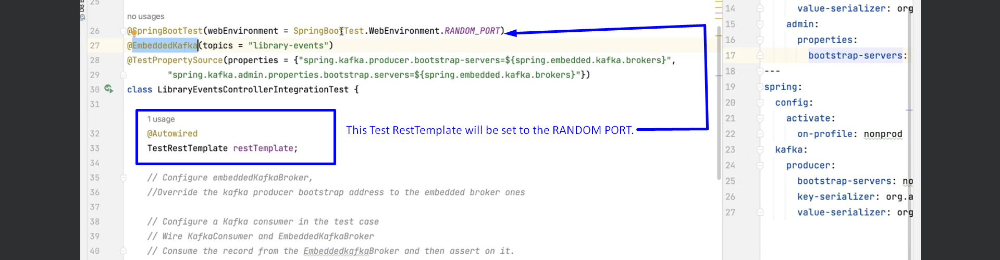 DB B
25
no usages
26 @SpringBootTest(webEnvironment = SpringBootTest.WebEnvironment.RANDOM_PORT)
27 @EmbeddedKafka(topics = "library-events")
28 @TestPropertySource(properties = {"spring.kafka.producer.bootstrap-servers=${spring.embedded.kafka.brokers}",
29 "spring.kafka.admin.properties.bootstrap.servers=${spring.embedded.kafka.brokers}"})
30 class LibraryEventsControllerIntegrationTest {
31
1 usage
32 @Autowired
33 TestRestTemplate restTemplate;
This Test RestTemplate will be set to the RANDOM PORT.
34
35 // Configure embeddedKafkaBroker,
36 //Override the kafka producer bootstrap address to the embedded broker ones
37
38 // Configure a Kafka consumer in the test case
39 // Wire KafkaConsumer and EmbeddedKafkaBroker
40 // Consume the record from the EmbeddedkafkaBroker and then assert on it.
14 value-serializer: org
15 admin:
16 properties:
17 bootstrap-servers:
18 ---
19 spring:
20 config:
21 activate:
22 on-profile: nonprod
23 kafka:
24 producer:
25 bootstrap-servers: no
26 key-serializer: org.a
27 value-serializer: org